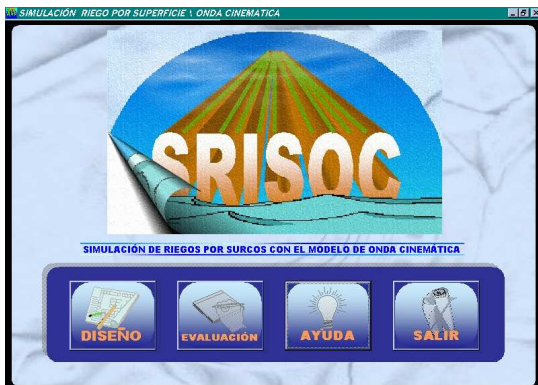 SIMULACIÓN RIEGO POR SUPERFICIE \ ONDA CINEMÁTICA
SRISOC
SIMULACIÓN DE RIEGOS POR SURCOS CON EL MODELO DE ONDA CINEMÁTICA
DISEÑO
EVALUACIÓN
AYUDA
SALIR